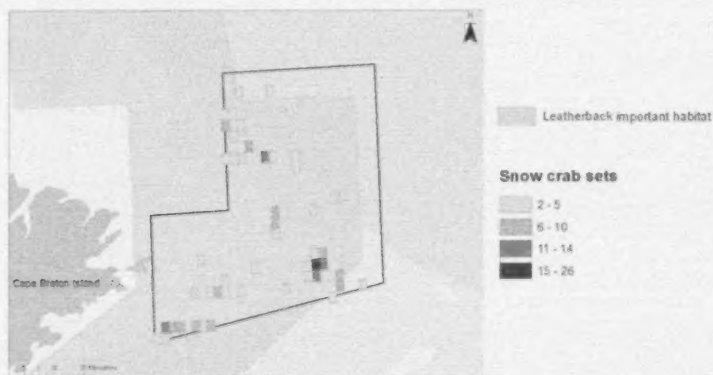 N
Leatherback important habitat
Snow crab sets
2 - 5
6 - 10
11 - 14
15 - 26
Cape Breton Island